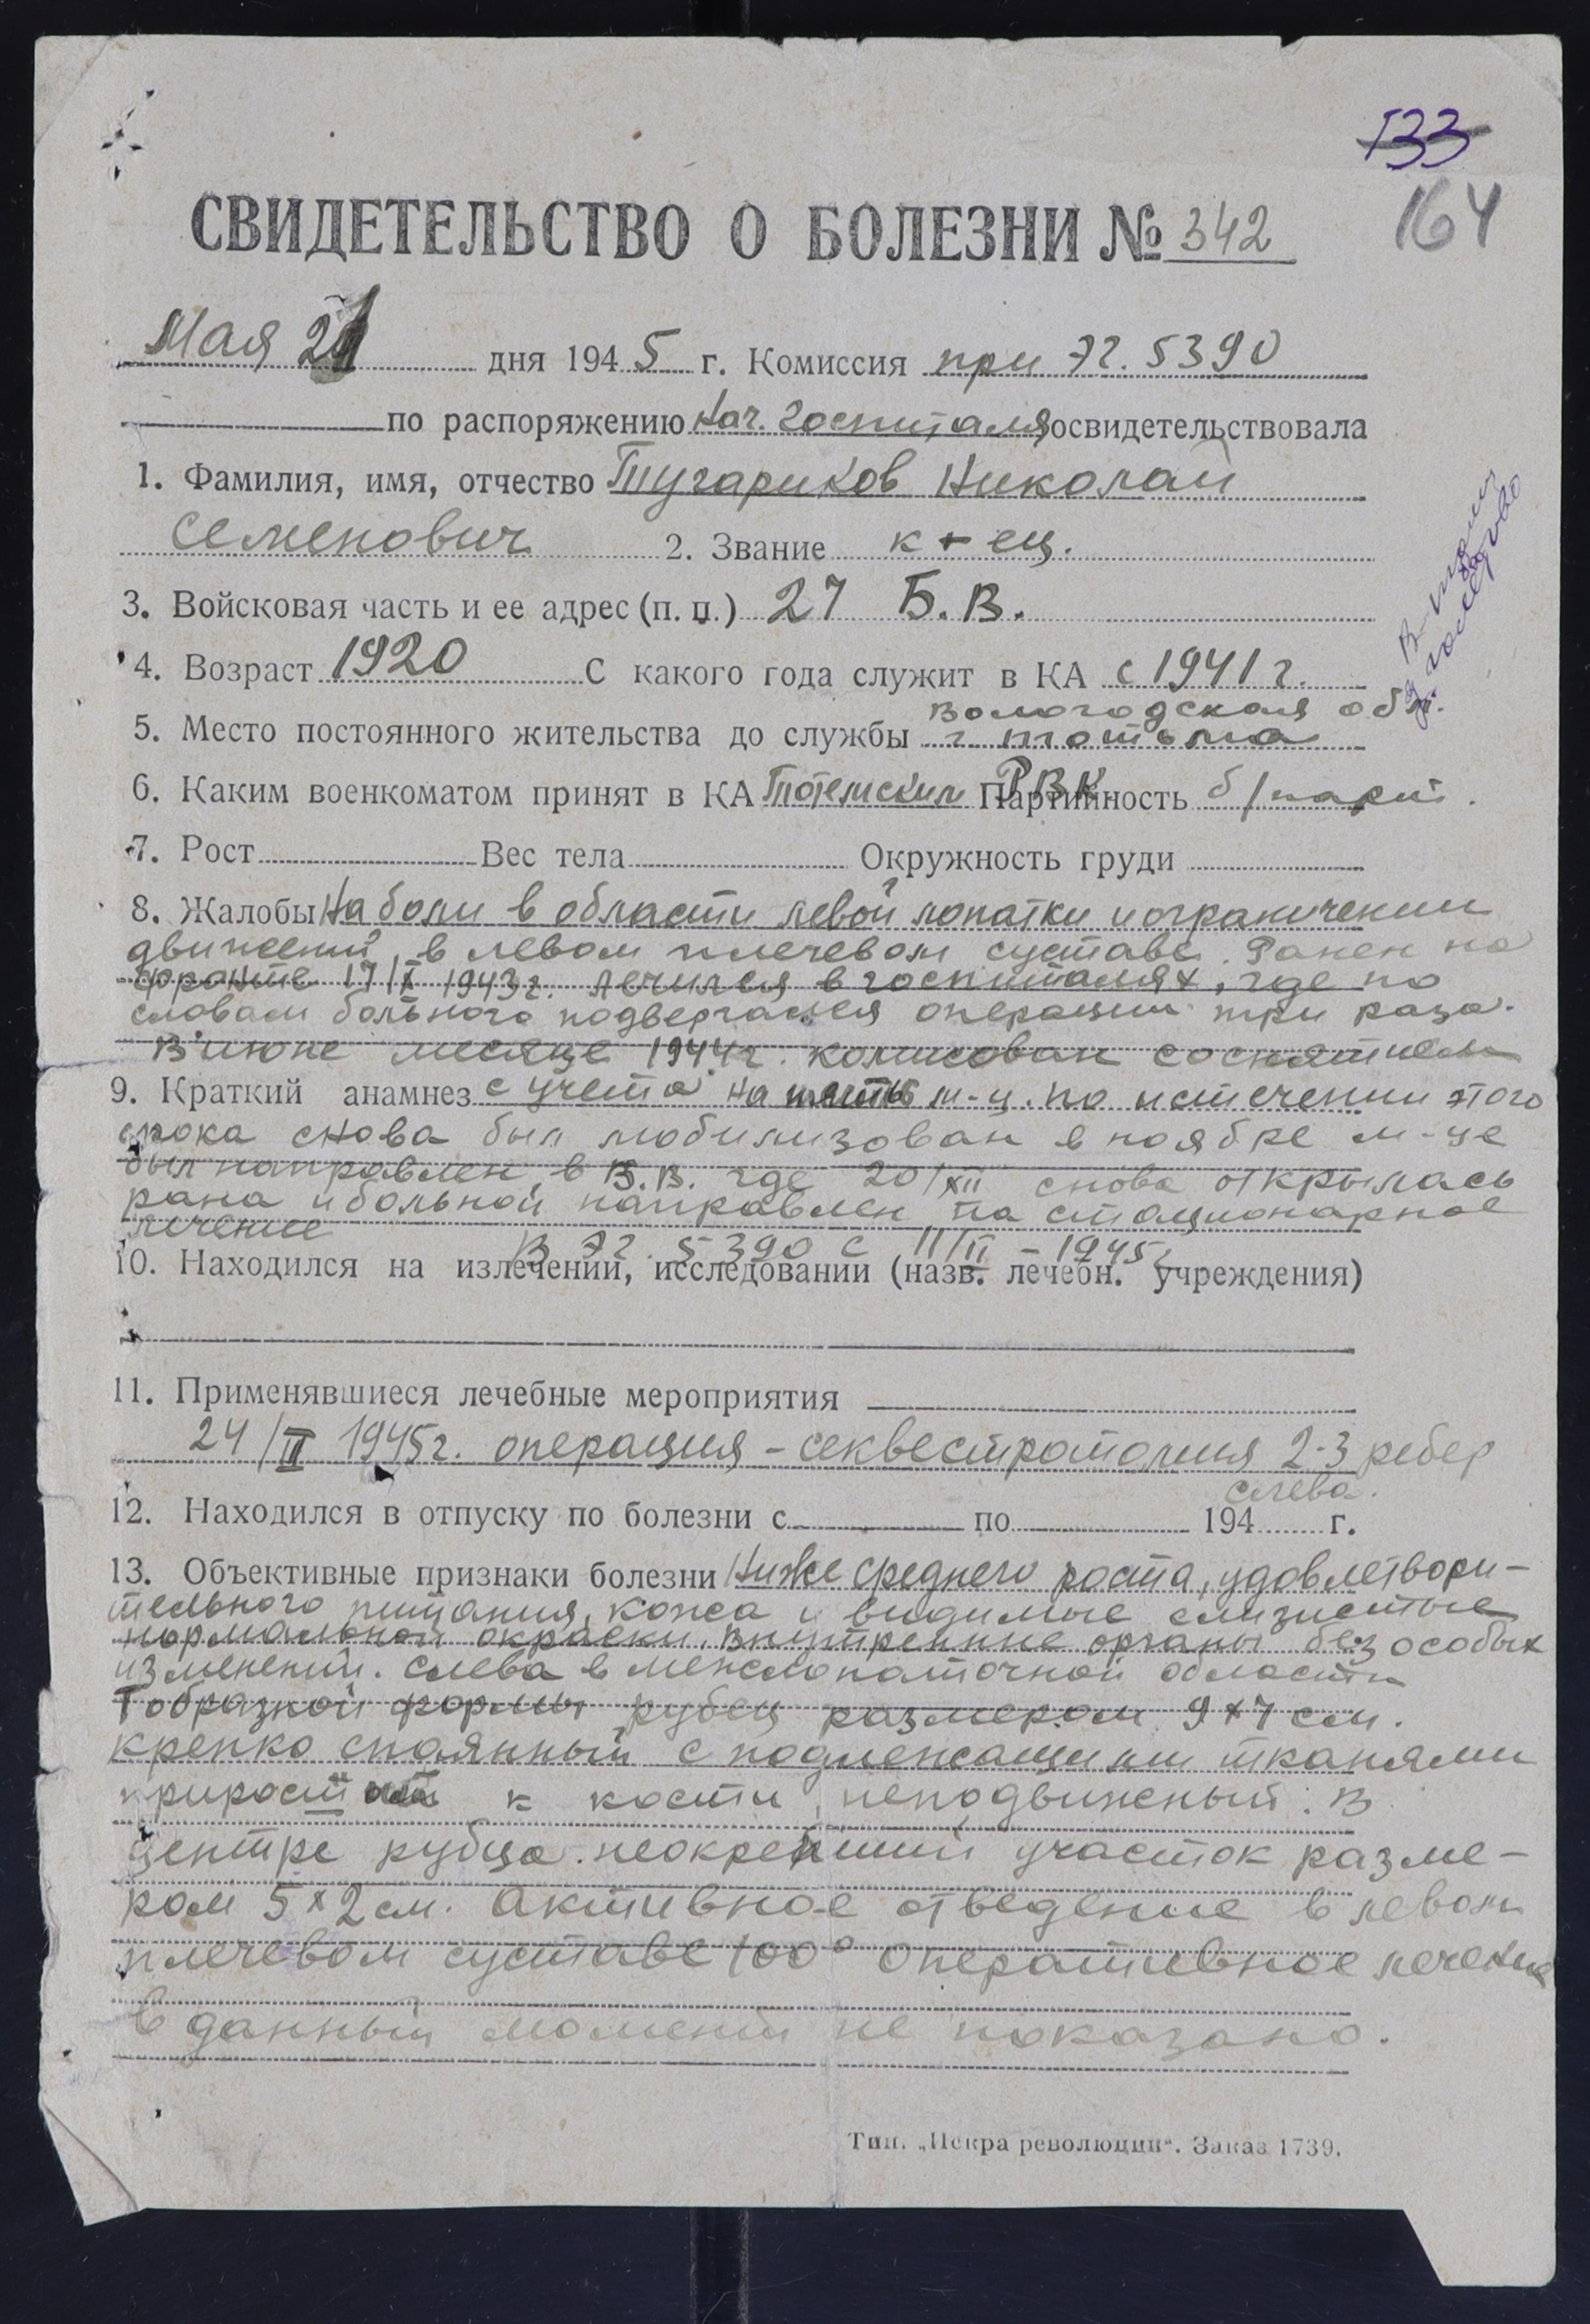 133
164
СВИДЕТЕЛЬСТВО О БОЛЕЗНИ № 342
Мая 21 дня 1945 г. Комиссия при ЭГ. 5390
по распоряжению Нач. госпиталя освидетельствовала
1. Фамилия, имя, отчество Тугариков Николай
Семенович 2. Звание к-ец.
3. Войсковая часть и ее адрес (п. п.) 27 Б.В.
4. Возраст 1920 С какого года служит в КА с 1941 г.
Вологодская обл.
5. Место постоянного жительства до службы г. Тотьма
6. Каким военкоматом принят в КА Тотемским РВК Партийность б/парт.
7. Рост Вес тела Окружность груди
8. Жалобы На боли в области левой лопатки и ограничении
движений в левом плечевом суставе. Ранен на
фронте 17/X 1943 г. лечился в госпиталях, где по
словам больного подвергался операции три раза.
В июне месяце 1944 г. комисован со снятием
9. Краткий анамнез с учета на шесть м-ц. по истечении этого
срока снова был мобилизован в ноябре м-це
был направлен в Б.В. где 20/XII снова открылась
рана и больной направлен на стационарное
лечение
В ЭГ. 5390 с 11/II - 1945 г
10. Находился на излечении, исследовании (назв. лечебн. учреждения)
11. Применявшиеся лечебные мероприятия
24/II 1945 г. операция - секвестротомия 2-3 ребер
слева.
12. Находился в отпуску по болезни с по 194 г.
13. Объективные признаки болезни Ниже среднего роста, удовлетвори-
тельного питания, кожа и видимые слизистые
нормальной окраски. Внутренние органы без особых
изменений. Слева в межлопаточной области
Т образной формы рубец размером 9х7 см.
крепко спаянный с подлежащими тканями
к кости, неподвижный. В
центре рубца неокрепший участок разме-
ром 5х2 см. Активное отведение в левом
плечевом суставе 100° Оперативное лечение
в данный момент не показано.
Тип. „Искра революции“. Заказ 1739.